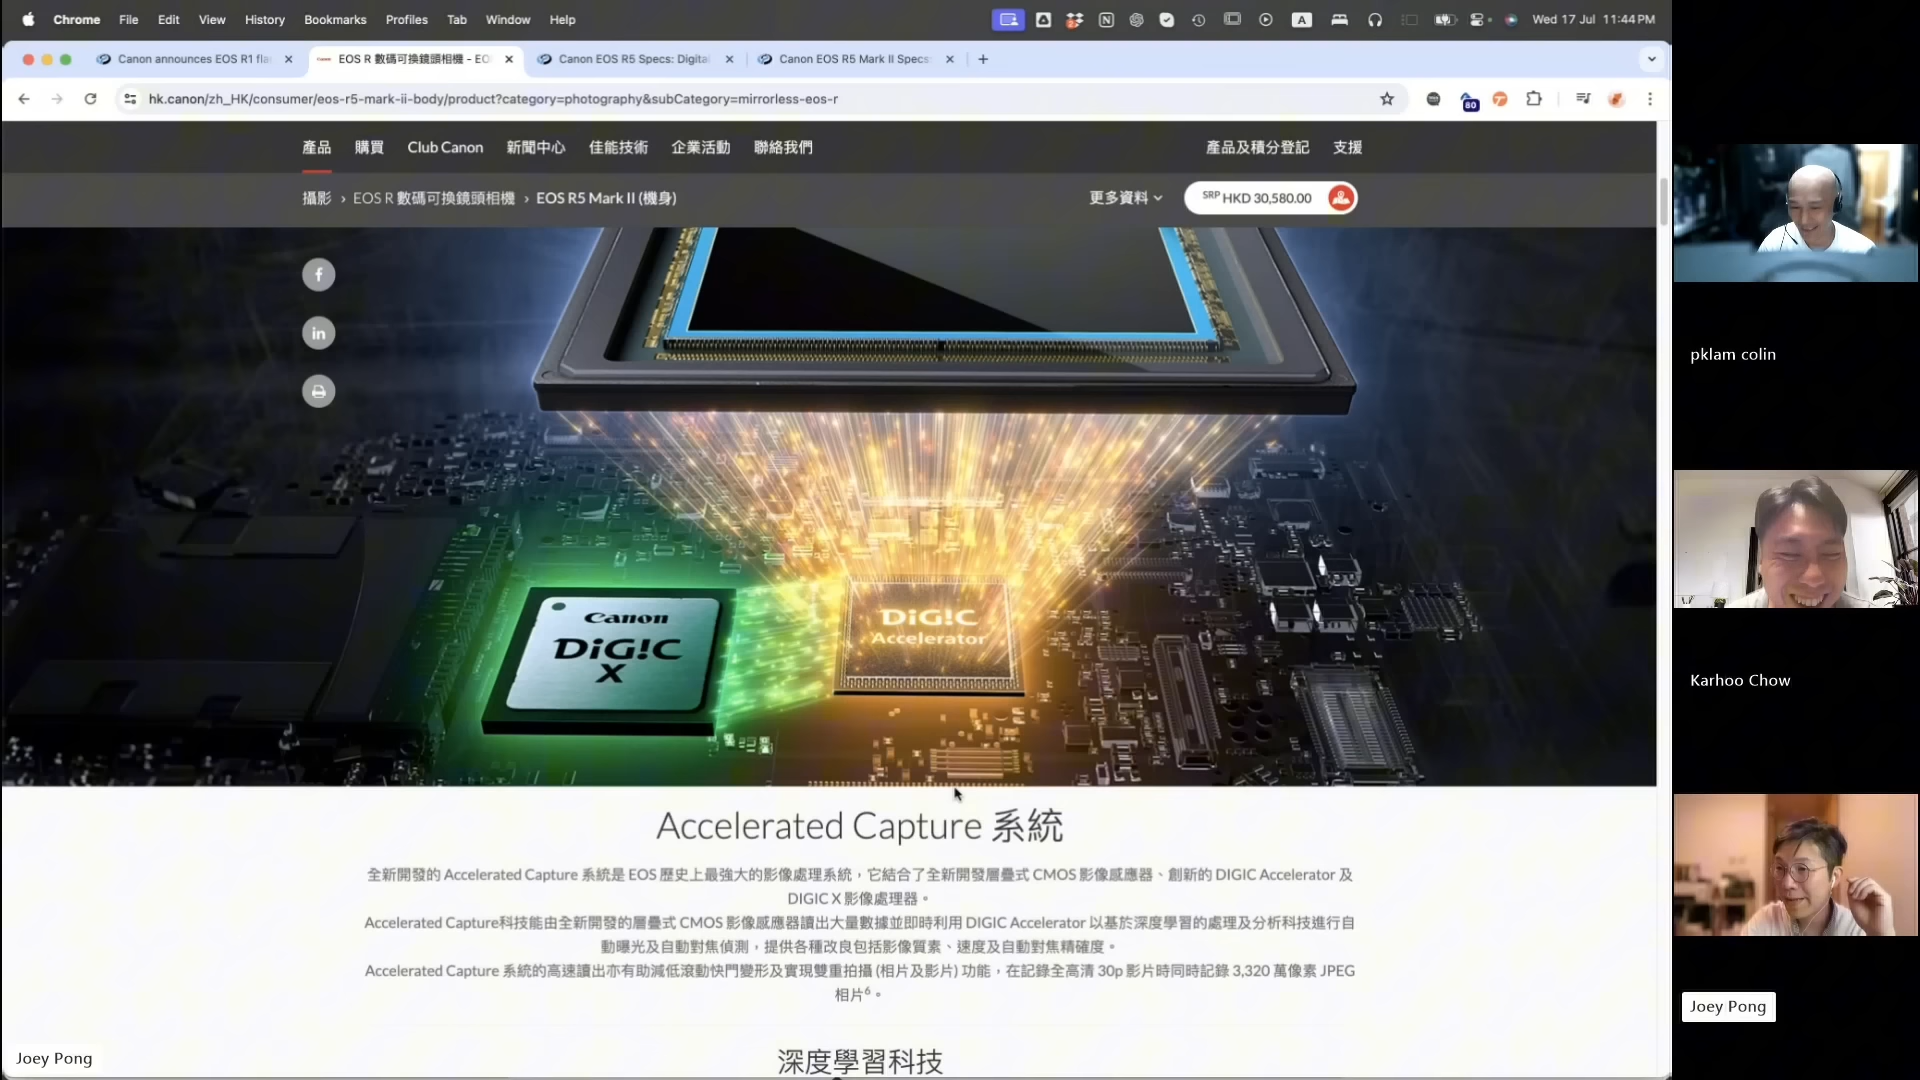 Chrome File Edit View History Bookmarks Profiles Tab Window Help
A
Wed 17 Jul 11:44 PM
Canon announces EOS R1 fla
EOS R 數碼可換鏡頭相機 - EO
Canon EOS R5 Specs: Digital
Canon EOS R5 Mark II Specs:
hk.canon/zh_HK/consumer/eos-r5-mark-ii-body/product?category=photography&subCategory=mirrorless-eos-r
80
產品 購買 Club Canon 新聞中心 佳能技術 企業活動 聯絡我們 產品及積分登記 支援
攝影 › EOS R 數碼可換鏡頭相機 › EOS R5 Mark II (機身)
更多資料
SRP HKD 30,580.00
f
in
Canon
DiG!C
X
DiG!C
Accelerator
Accelerated Capture 系統
全新開發的 Accelerated Capture 系統是 EOS 歷史上最強大的影像處理系統，它結合了全新開發層疊式 CMOS 影像感應器、創新的 DIGIC Accelerator 及
DIGIC X 影像處理器。
Accelerated Capture科技能由全新開發的層疊式 CMOS 影像感應器讀出大量數據並即時利用 DIGIC Accelerator 以基於深度學習的處理及分析科技進行自
動曝光及自動對焦偵測，提供各種改良包括影像質素、速度及自動對焦精確度。
Accelerated Capture 系統的高速讀出亦有助減低滾動快門變形及實現雙重拍攝 (相片及影片) 功能，在記錄全高清 30p 影片時同時記錄 3,320 萬像素 JPEG
相片6。
深度學習科技
Joey Pong
pklam colin
Karhoo Chow
Joey Pong